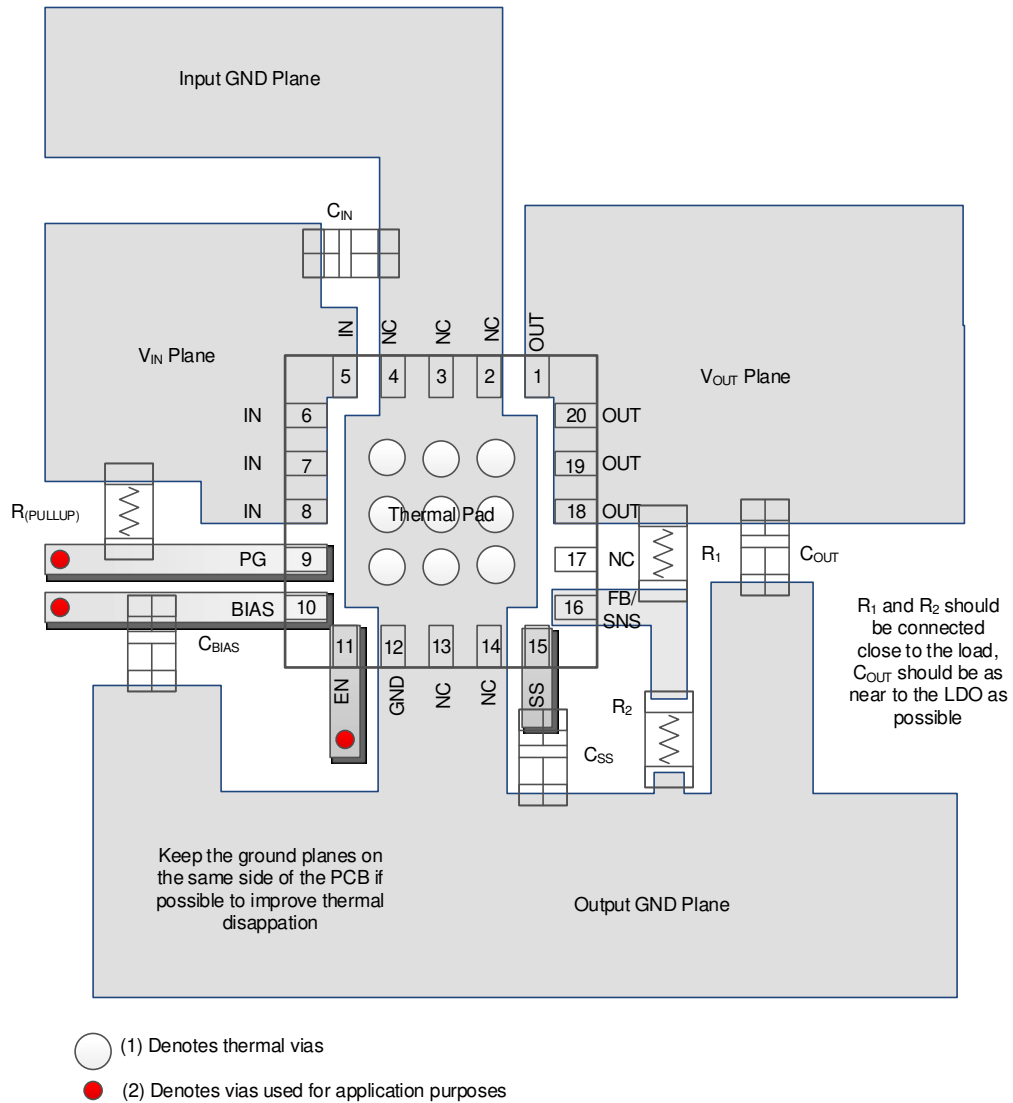 Input GND Plane
CIN
VIN Plane
VOUT Plane
IN
NC
NC
NC
OUT
5
4
3
2
1
IN
6
20
OUT
IN
7
19
OUT
IN
8
18
OUT
Thermal Pad
R(PULLUP)
PG
9
17
NC
R1
COUT
BIAS
10
16
FB/
SNS
CBIAS
11
12
13
14
15
EN
GND
NC
NC
SS
R2
CSS
R1 and R2 should
be connected
close to the load,
COUT should be as
near to the LDO as
possible
Keep the ground planes on
the same side of the PCB if
possible to improve thermal
disappation
Output GND Plane
(1) Denotes thermal vias
(2) Denotes vias used for application purposes